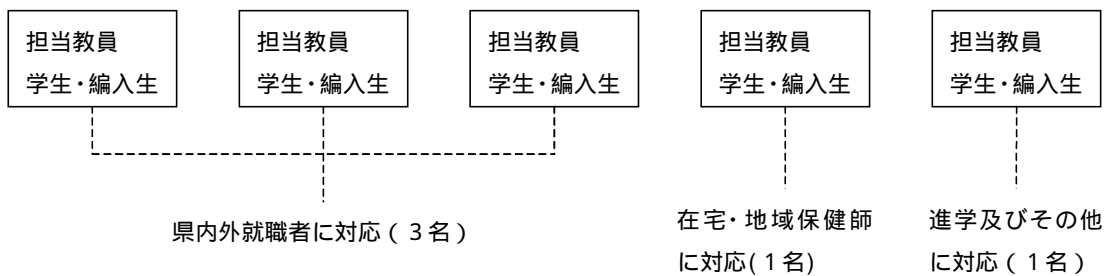 担当教員
学生・編入生
担当教員
学生・編入生
担当教員
学生・編入生
担当教員
学生・編入生
担当教員
学生・編入生
県内外就職者に対応（３名）
在宅・地域保健師
に対応(１名)
進学及びその他
に対応（１名）